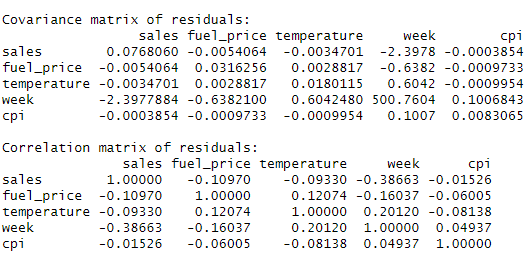 Covariance matrix of residuals:
sales fuel_price temperature week cpi
sales 0.0768060 -0.0054064 -0.0034701 -2.3978 -0.0003854
fuel_price -0.0054064 0.0316256 0.0028817 -0.6382 -0.0009733
temperature -0.0034701 0.0028817 0.0180115 0.6042 -0.0009954
week -2.3977884 -0.6382100 0.6042480 500.7604 0.1006843
cpi -0.0003854 -0.0009733 -0.0009954 0.1007 0.0083065
Correlation matrix of residuals:
sales fuel_price temperature week cpi
sales 1.00000 -0.10970 -0.09330 -0.38663 -0.01526
fuel_price -0.10970 1.00000 0.12074 -0.16037 -0.06005
temperature -0.09330 0.12074 1.00000 0.20120 -0.08138
week -0.38663 -0.16037 0.20120 1.00000 0.04937
cpi -0.01526 -0.06005 -0.08138 0.04937 1.00000